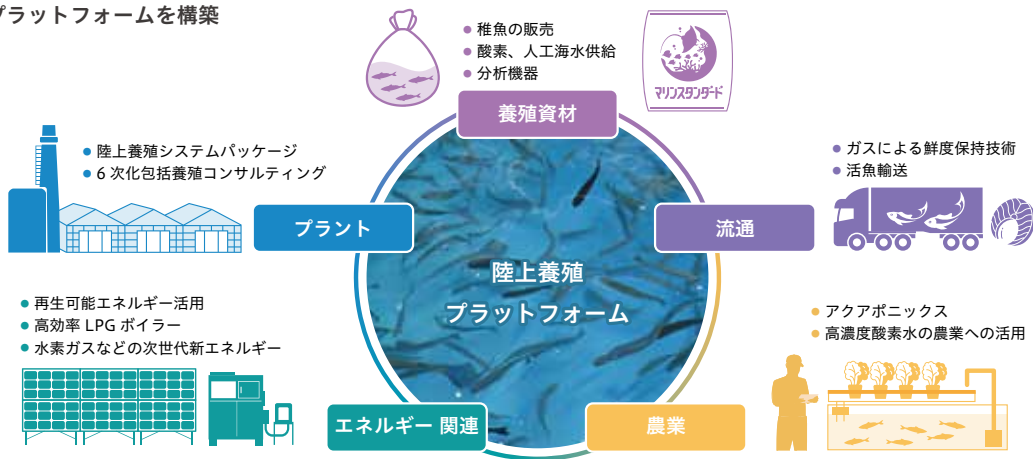 プラットフォームを構築
● 稚魚の販売
● 酸素、人工海水供給
● 分析機器
マリンスタンダード
養殖資材
● 陸上養殖システムパッケージ
● 6 次化包括養殖コンサルティング
プラント
● ガスによる鮮度保持技術
● 活魚輸送
流通
陸上養殖
プラットフォーム
● 再生可能エネルギー活用
● 高効率 LPG ボイラー
● 水素ガスなどの次世代新エネルギー
エネルギー 関連
● アクアポニックス
● 高濃度酸素水の農業への活用
農業